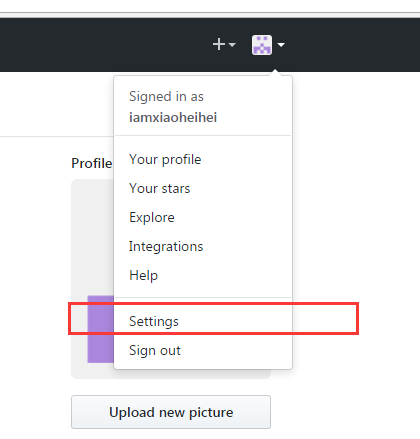 Signed in as
iamxiaoheihei
Your profile
Your stars
Explore
Integrations
Help
Settings
Sign out
Profile
Upload new picture